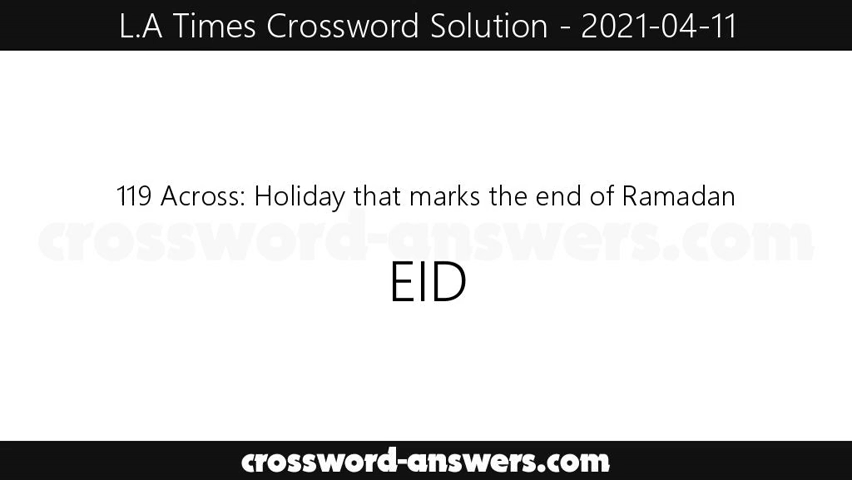 L.A Times Crossword Solution - 2021-04-11
119 Across: Holiday that marks the end of Ramadan
crossword-answers.com
EID
crossword-answers.com